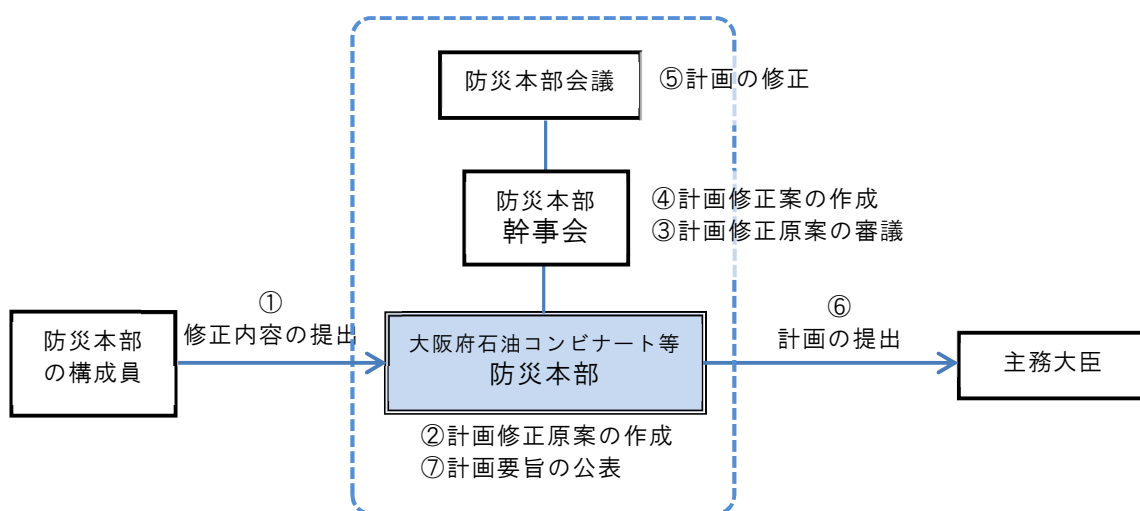 防災本部会議
⑤計画の修正
防災本部
幹事会
④計画修正案の作成
③計画修正原案の審議
①
修正内容の提出
防災本部
の構成員
大阪府石油コンビナート等
防災本部
⑥
計画の提出
主務大臣
②計画修正原案の作成
⑦計画要旨の公表